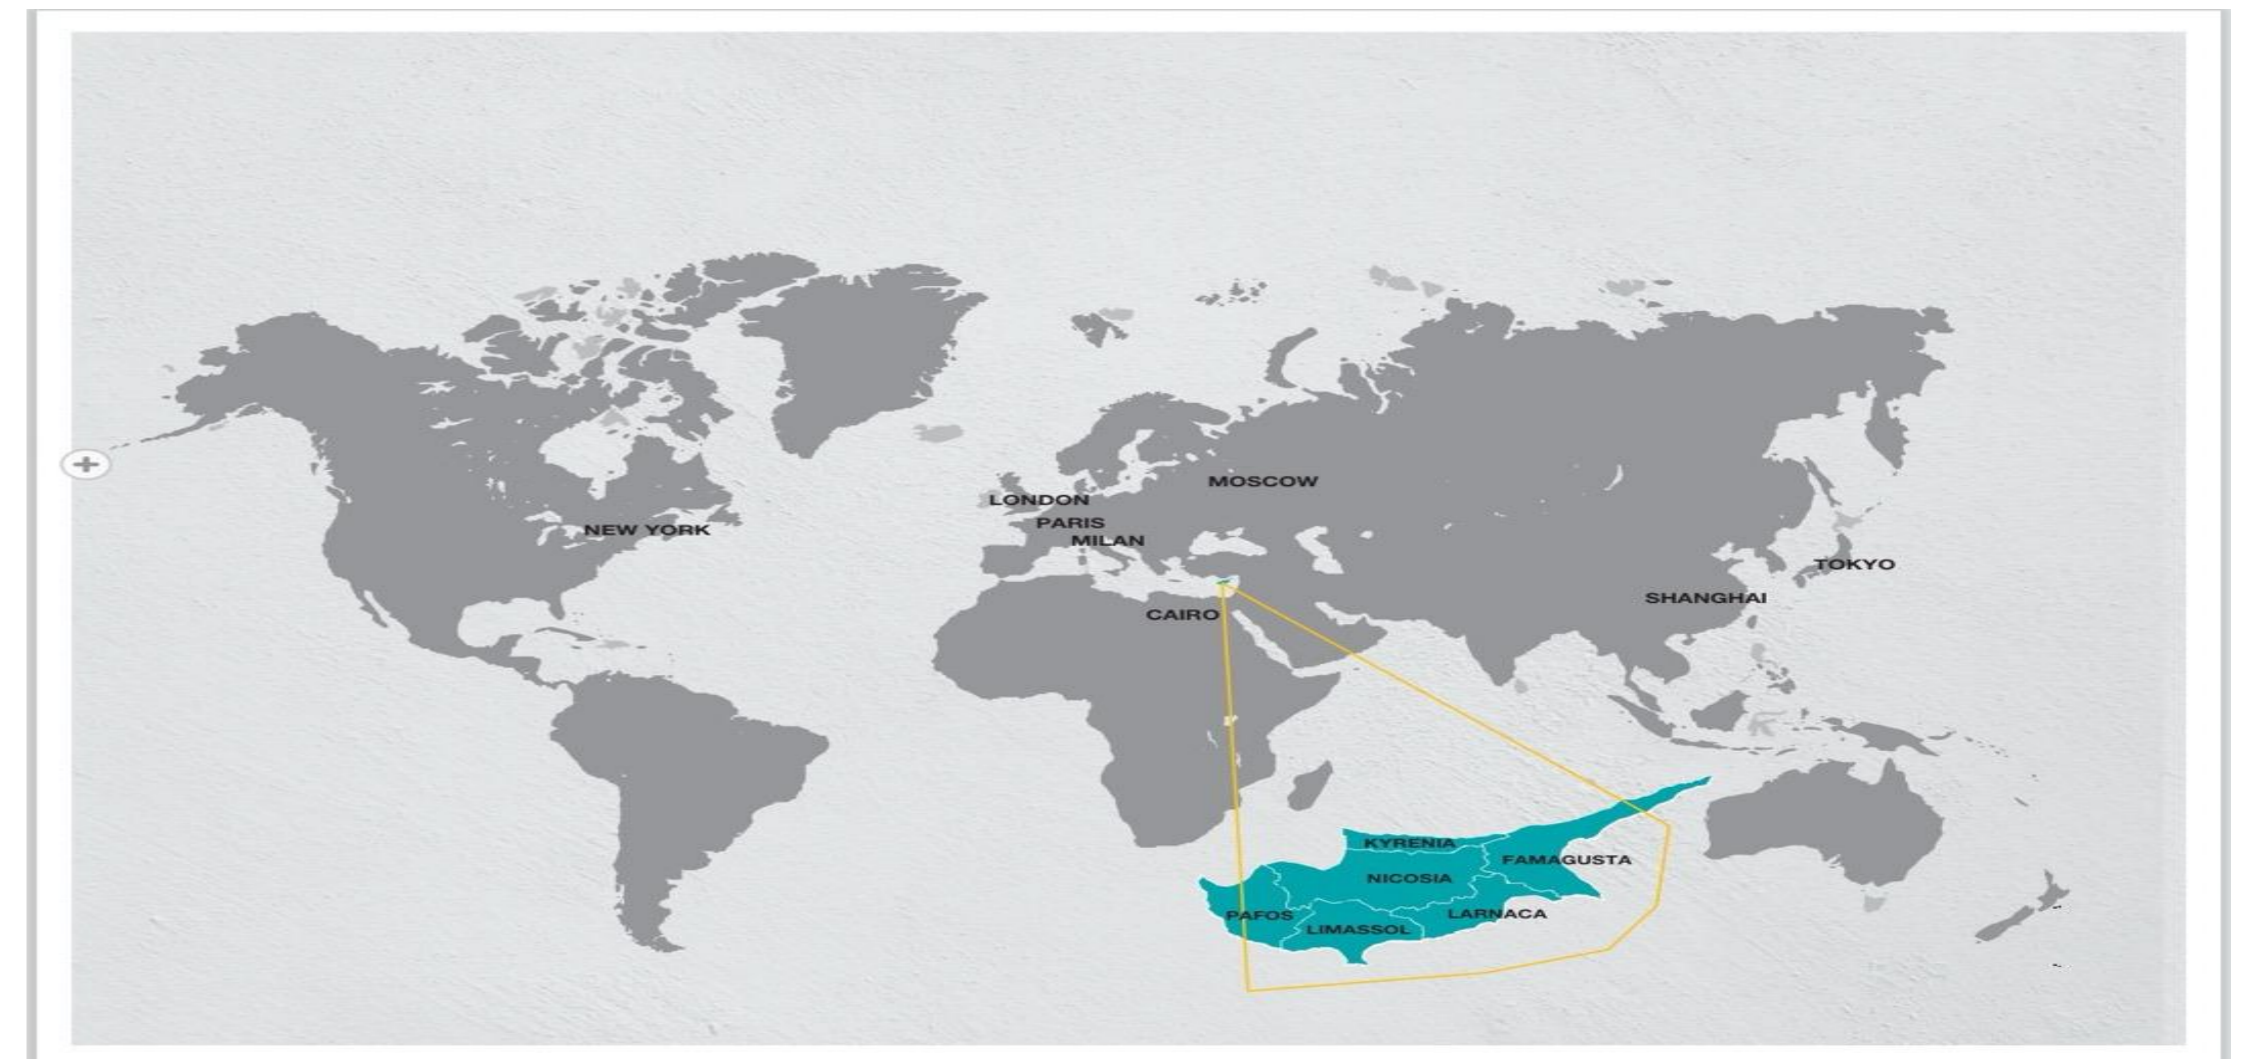 MOSCOW
LONDON
PARIS
NEW YORK
MILAN
TOKYO
SHANGHAI
CAIRO
KYRENIA
FAMAGUSTA
NICOSIA
PAFOS
LARNACA
LIMASSOL